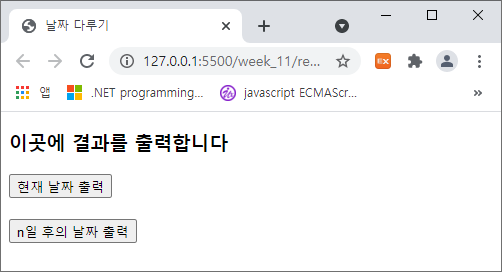 날짜 다루기
127.0.0.1:5500/week_11/re...
앱 .NET programming... javascript ECMAScr...
이곳에 결과를 출력합니다
현재 날짜 출력
n일 후의 날짜 출력